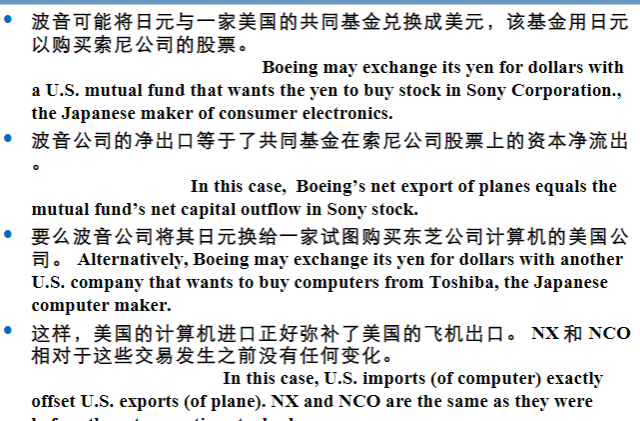 波音可能将日元与一家美国的共同基金兑换成美元，该基金用日元
以购买索尼公司的股票。
Boeing may exchange its yen for dollars with
a U.S. mutual fund that wants the yen to buy stock in Sony Corporation.,
the Japanese maker of consumer electronics.
波音公司的净出口等于了共同基金在索尼公司股票上的资本净流出
。
In this case, Boeing’s net export of planes equals the
mutual fund’s net capital outflow in Sony stock.
要么波音公司将其日元换给一家试图购买东芝公司计算机的美国公
司。 Alternatively, Boeing may exchange its yen for dollars with another
U.S. company that wants to buy computers from Toshiba, the Japanese
computer maker.
这样，美国的计算机进口正好弥补了美国的飞机出口。 NX 和 NCO
相对于这些交易发生之前没有任何变化。
In this case, U.S. imports (of computer) exactly
offset U.S. exports (of plane). NX and NCO are the same as they were